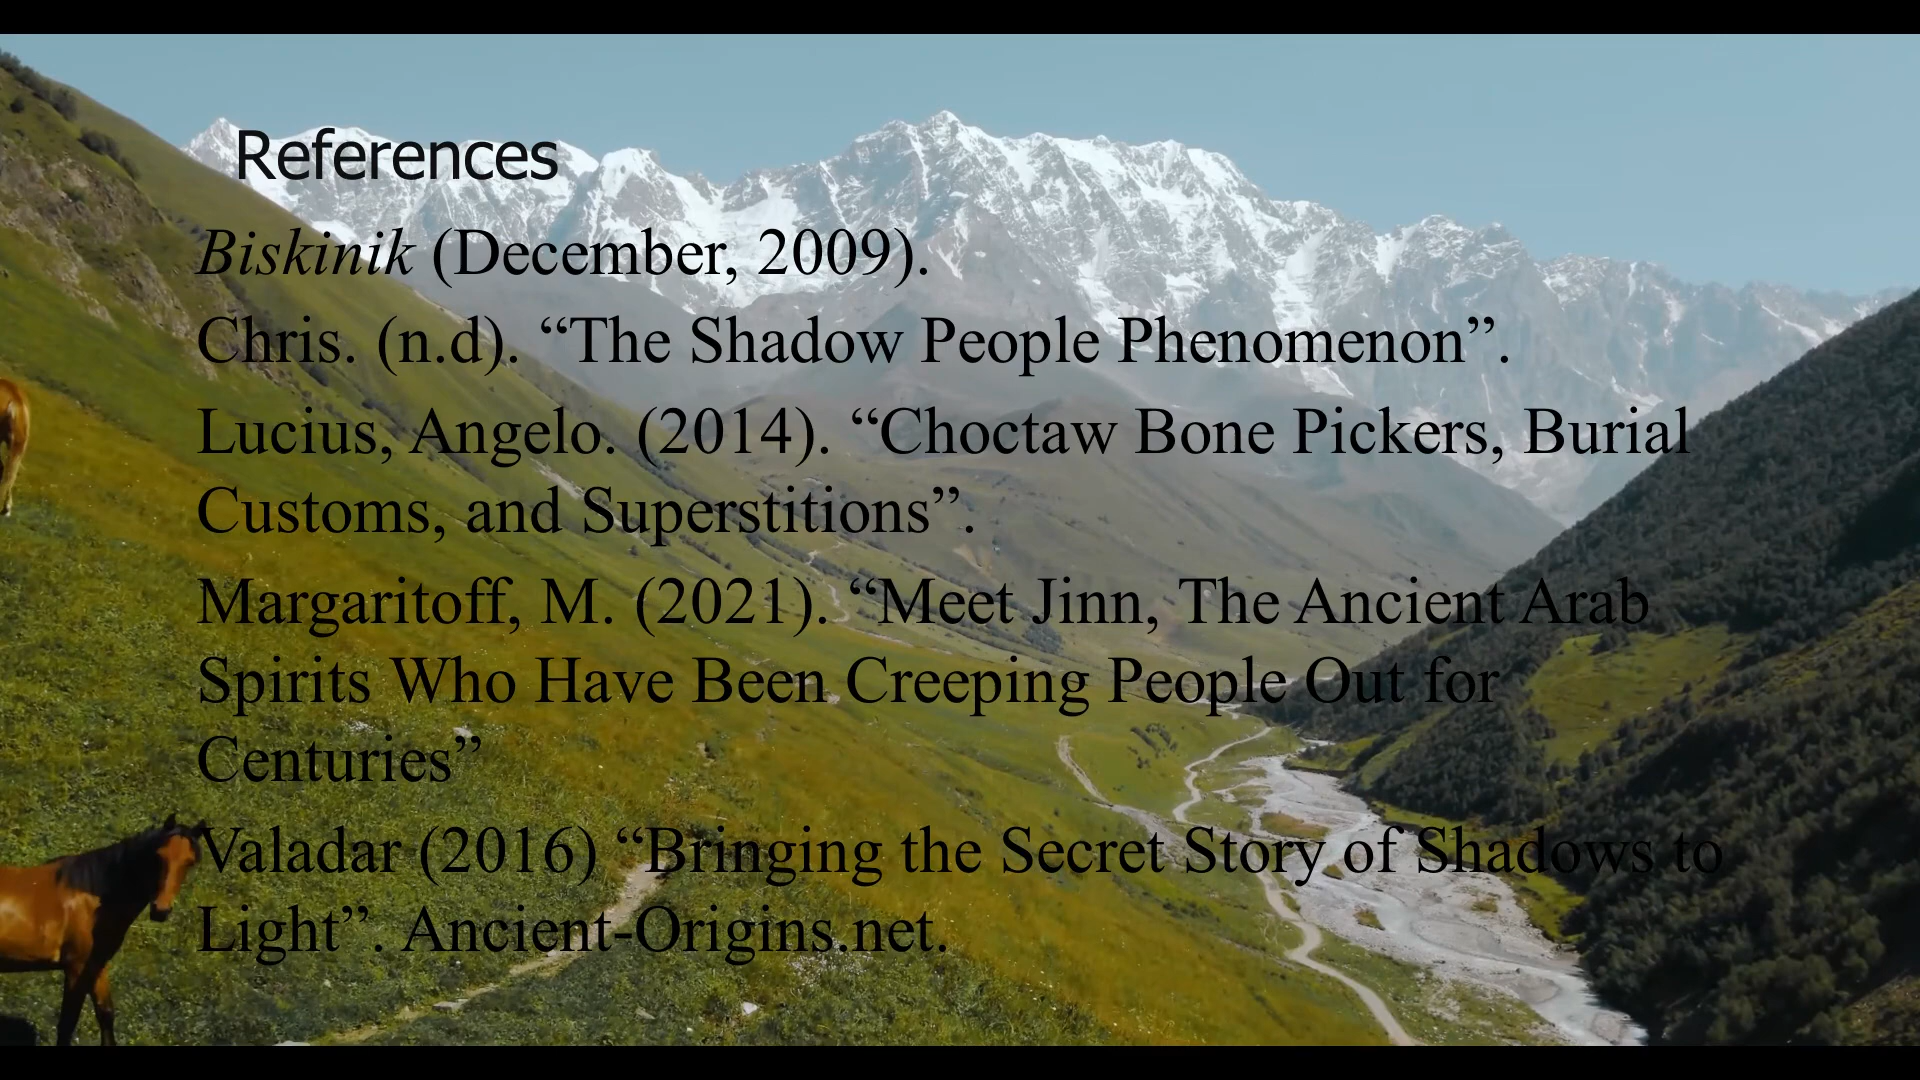 References
Biskinik (December, 2009).
Chris. (n.d). “The Shadow People Phenomenon”.
Lucius, Angelo. (2014). “Choctaw Bone Pickers, Burial
Customs, and Superstitions”.
Margaritoff, M. (2021). “Meet Jinn, The Ancient Arab
Spirits Who Have Been Creeping People Out for
Centuries”
Valadar (2016) “Bringing the Secret Story of Shadows to
Light”. Ancient-Origins.net.